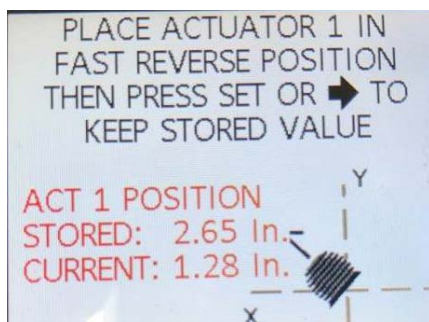 PLACE ACTUATOR 1 IN
FAST REVERSE POSITION
THEN PRESS SET OR ➡ TO
KEEP STORED VALUE
ACT 1 POSITION
STORED: 2.65 In.
CURRENT: 1.28 In.
Y
X